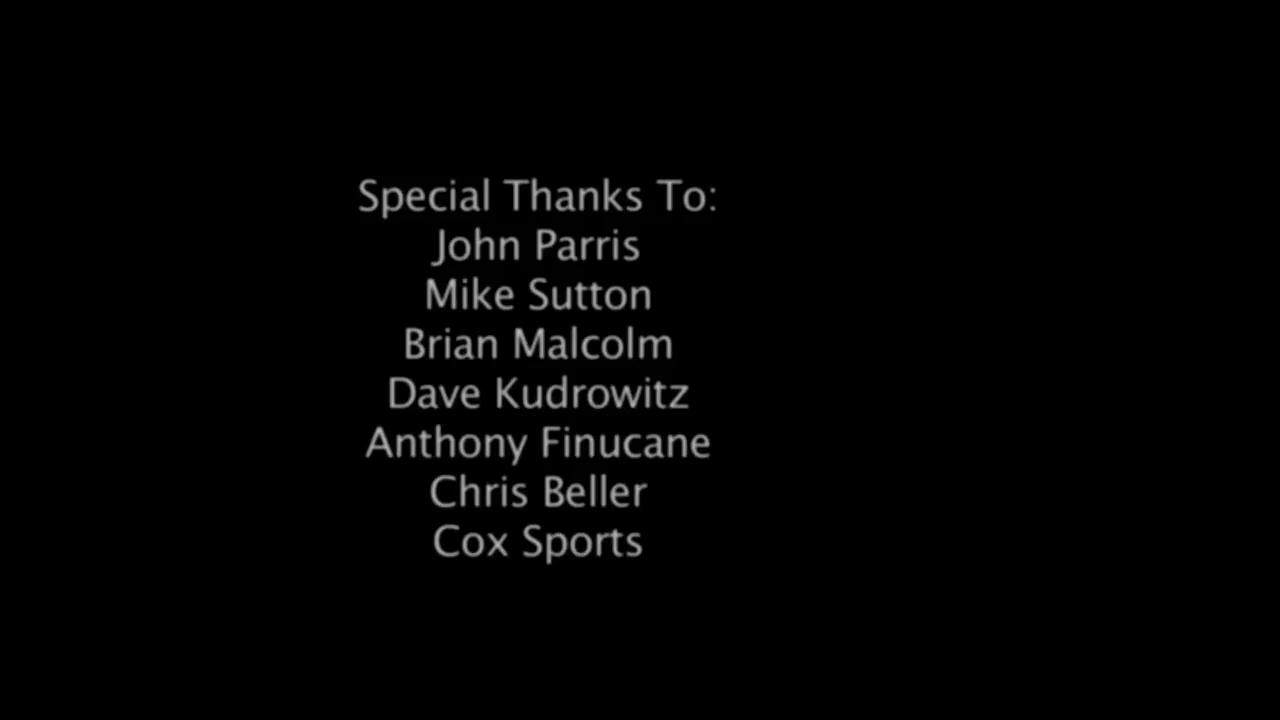 Special Thanks To:
John Parris
Mike Sutton
Brian Malcolm
Dave Kudrowitz
Anthony Finucane
Chris Beller
Cox Sports